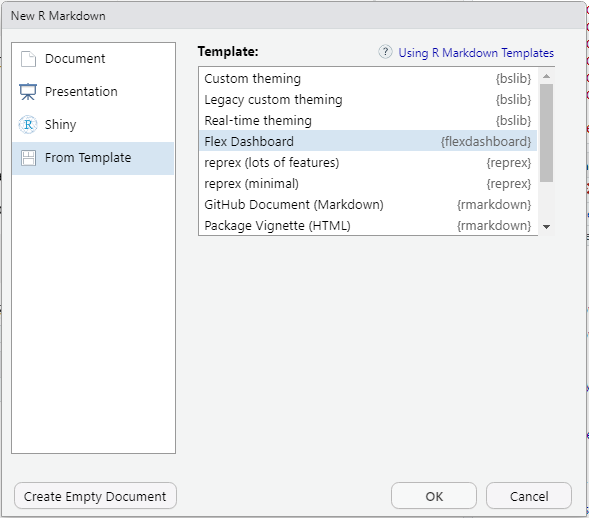 New R Markdown
Document
Presentation
Shiny
From Template
Template:
? Using R Markdown Templates
Custom theming {bslib}
Legacy custom theming {bslib}
Real-time theming {bslib}
Flex Dashboard {flexdashboard}
reprex (lots of features) {reprex}
reprex (minimal) {reprex}
GitHub Document (Markdown) {rmarkdown}
Package Vignette (HTML) {rmarkdown}
Create Empty Document
OK
Cancel